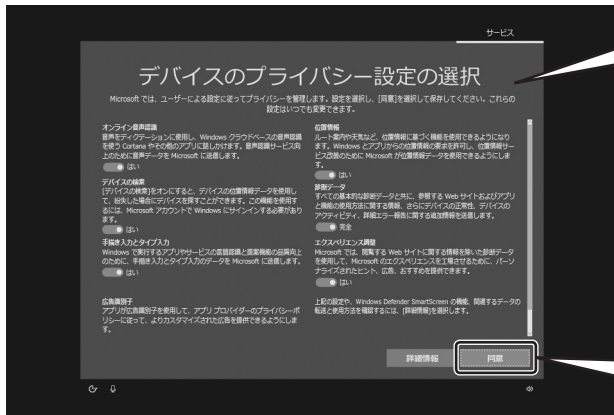 サービス
デバイスのプライバシー設定の選択
Microsoft では、ユーザーによる設定に従ってプライバシーを管理します。設定を選択し、[同意]を選択して保存してください。これらの
設定はいつでも変更できます。
オンライン音声認識
音声をディクテーションに使用し、Windows クラウドベースの音声認識
を使う Cortana やその他のアプリに話しかけます。音声認識サービス向
上のために音声データを Microsoft に送信します。
はい
デバイスの検索
[デバイスの検索]をオンにすると、デバイスの位置情報データを使用し
て、紛失した場合にデバイスを探すことができます。この機能を使用す
るには、Microsoft アカウントで Windows にサインインする必要があり
ます。
はい
手描き入力とタイプ入力
Windows で実行するアプリやサービスの言語認識と提案機能の品質向上
のために、手描き入力とタイプ入力のデータを Microsoft に送信します。
はい
広告識別子
アプリが広告識別子を使用して、アプリ プロバイダーのプライバシーポ
リシーに従って、よりカスタマイズされた広告を提供できるようにしま
す。
位置情報
ルート案内や天気など、位置情報に基づく機能を使用できるようになり
ます。Windows とアプリからの位置情報の要求を許可し、位置情報サー
ビス改善のために Microsoft が位置情報データを使用できるようにしま
す。
はい
診断データ
すべての基本的な診断データと共に、参照する Web サイトおよびアプリ
と機能の使用方法に関する情報、さらにデバイスの正常性、デバイスの
アクティビティ、詳細エラー報告に関する追加情報を送信します。
完全
エクスペリエンス調整
Microsoft では、閲覧する Web サイトに関する情報を除いた診断データ
を使用して、Microsoft のエクスペリエンスを向上させるために、パーソ
ナライズされたヒント、広告、おすすめを提供できます。
はい
上記の設定や、Windows Defender SmartScreen の機能、関連するデータの
転送と使用方法を確認するには、[詳細情報]を選択します。
詳細情報
同意